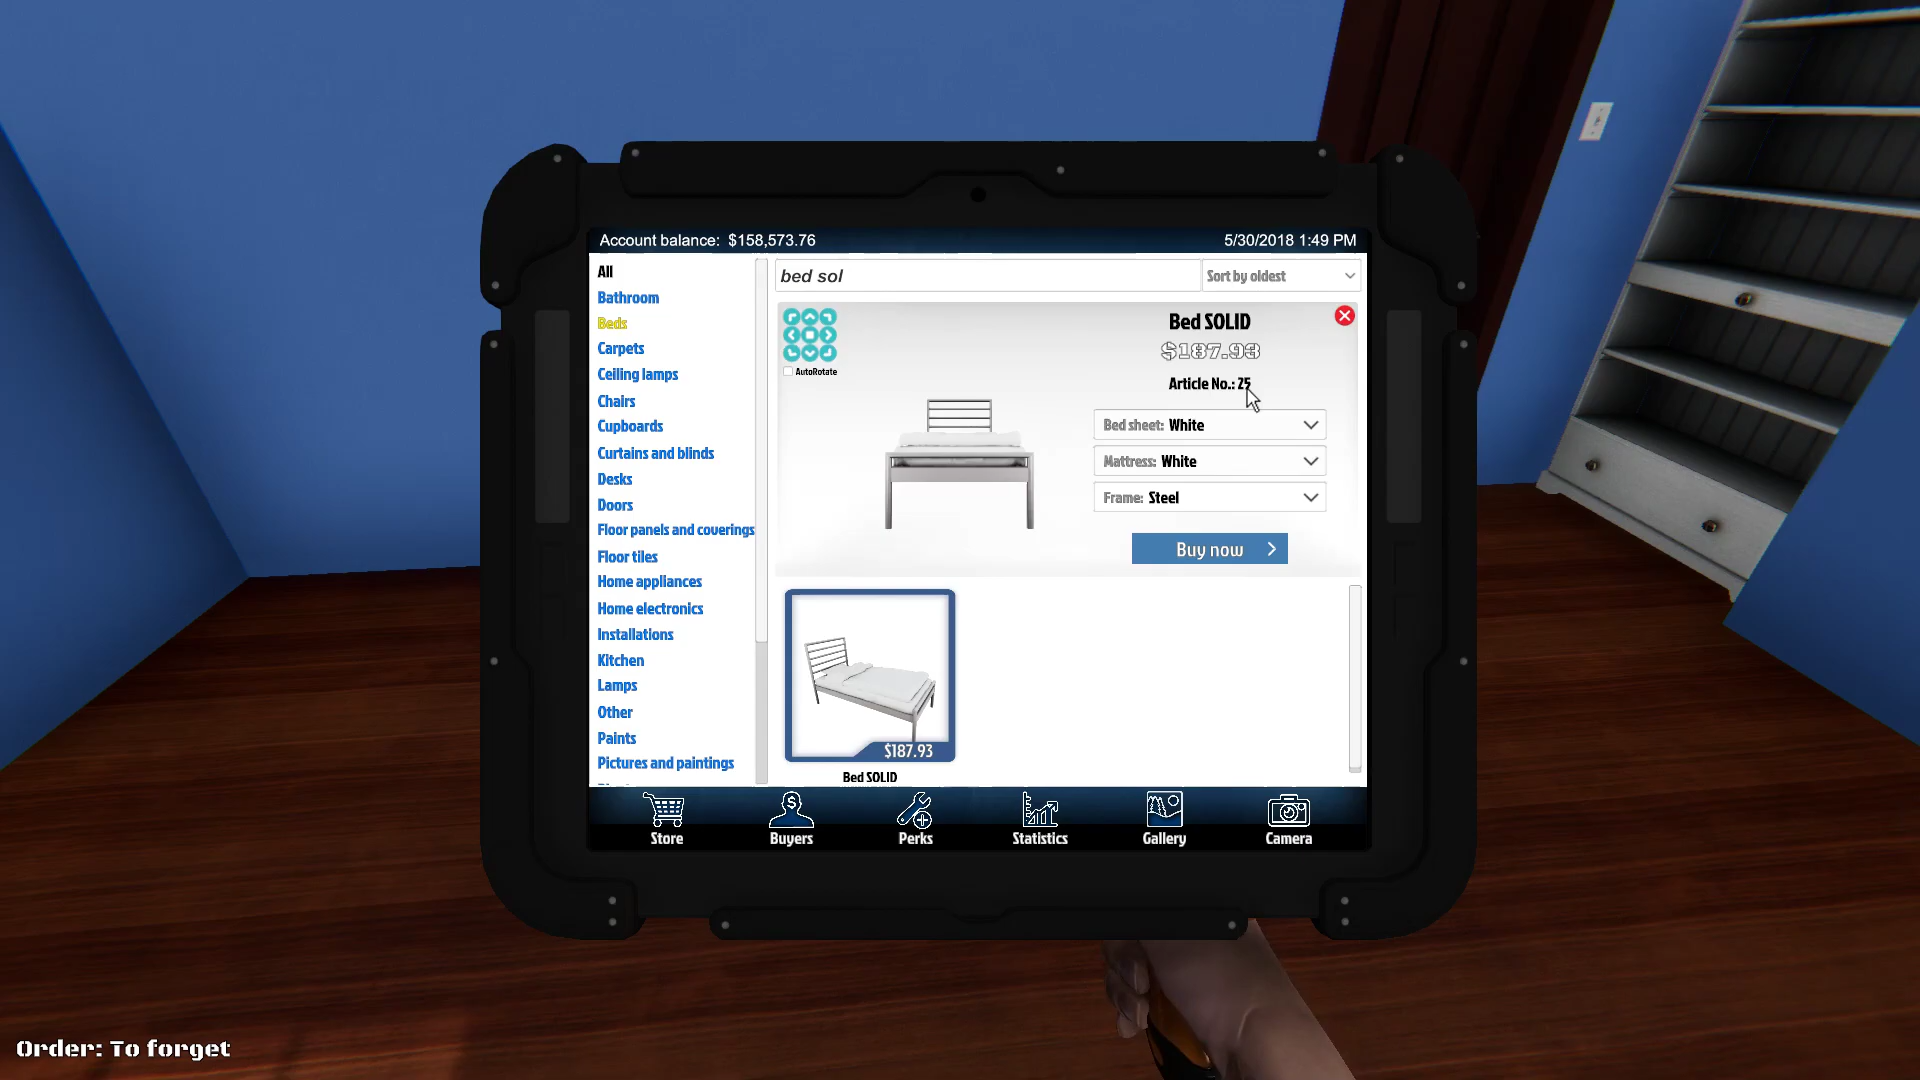 Account balance: $158,573.76
5/30/2018 1:49 PM
All
Bathroom
Beds
Carpets
Ceiling lamps
Chairs
Cupboards
Curtains and blinds
Desks
Doors
Floor panels and coverings
Floor tiles
Home appliances
Home electronics
Installations
Kitchen
Lamps
Other
Paints
Pictures and paintings
bed sol
Sort by oldest
AutoRotate
Bed SOLID
$187.93
Article No.: 25
Bed sheet: White
Mattress: White
Frame: Steel
Buy now
$187.93
Bed SOLID
Store
Buyers
Perks
Statistics
Gallery
Camera
Order: To forget